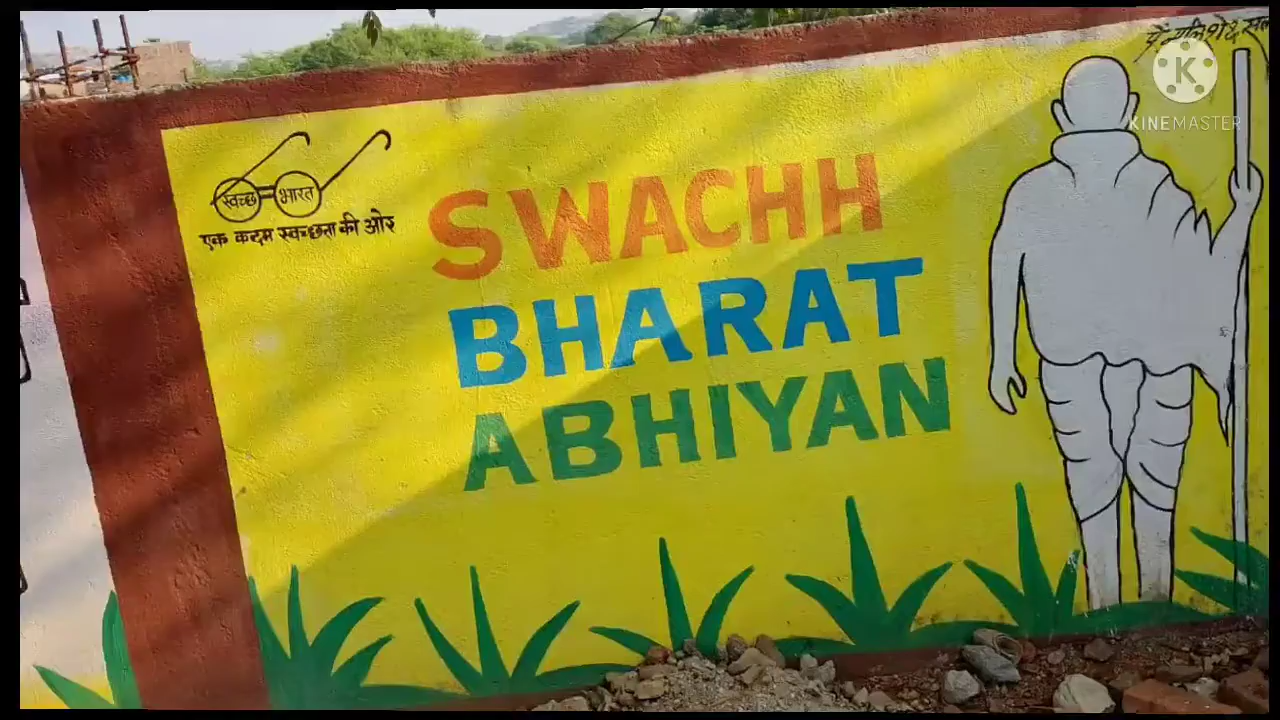 स्वच्छ भारत
एक कदम स्वच्छता की ओर
SWACHH
BHARAT
ABHIYAN
KINEMASTER